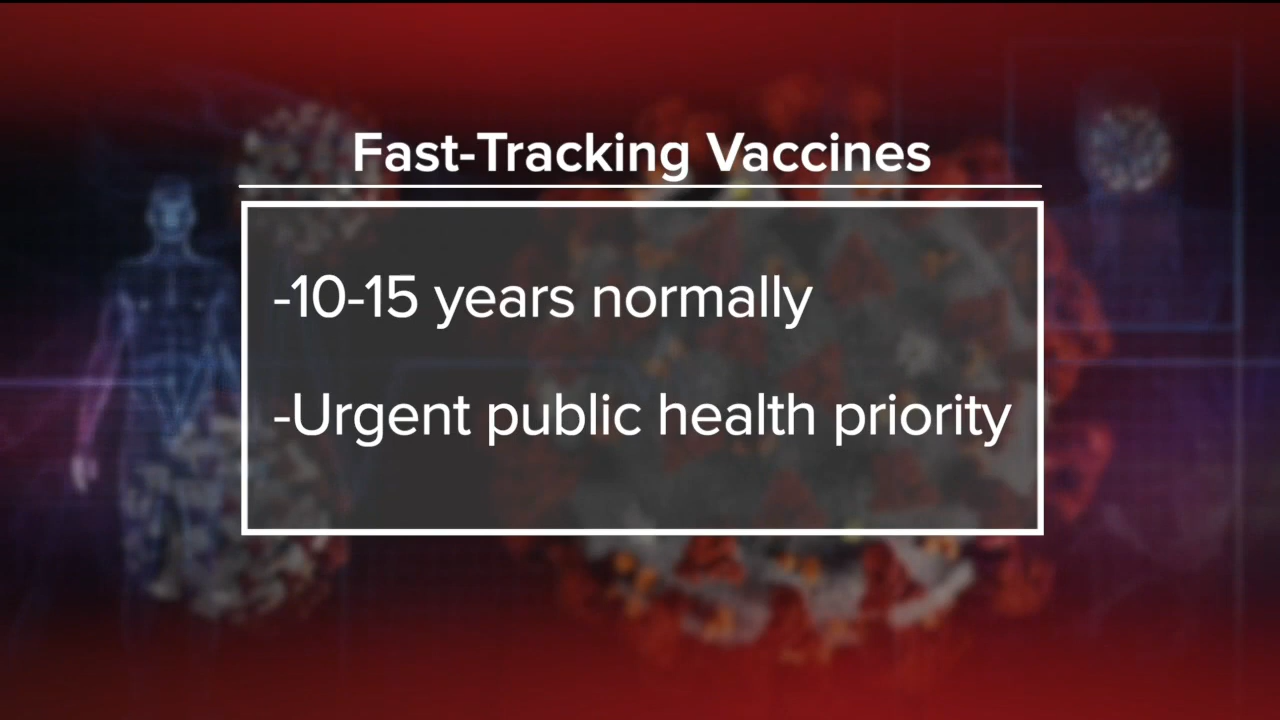 Fast-Tracking Vaccines
-10-15 years normally
-Urgent public health priority